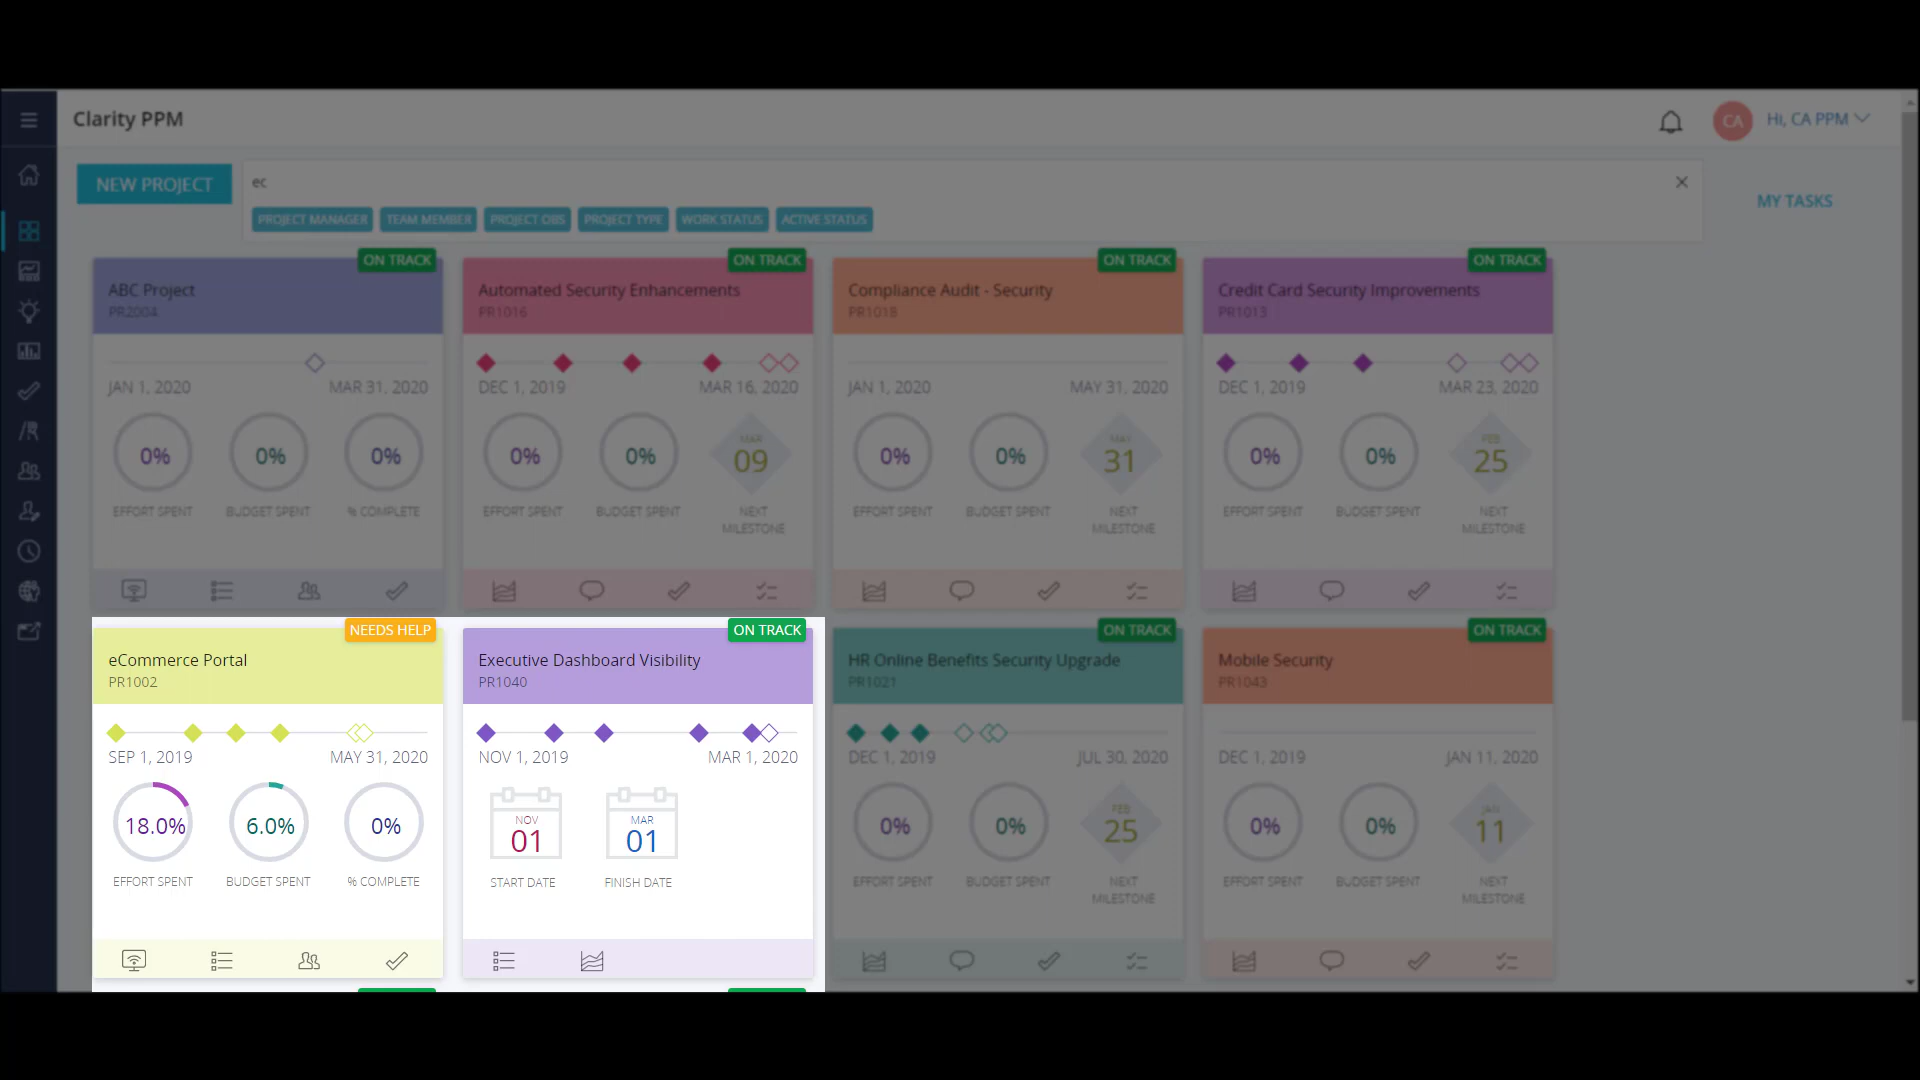 Clarity PPM
CA
Hi, CA PPM
NEW PROJECT
ec
MY TASKS
PROJECT MANAGER TEAM MEMBER PROJECT OBS PROJECT TYPE WORK STATUS ACTIVE STATUS
ON TRACK ON TRACK ON TRACK ON TRACK
ABC Project Automated Security Enhancements Compliance Audit - Security Credit Card Security Improvements
PR2004 PR1016 PR1018 PR1013
JAN 1, 2020 MAR 31, 2020 DEC 1, 2019 MAR 16, 2020 JAN 1, 2020 MAY 31, 2020 DEC 1, 2019 MAR 23, 2020
MAR MAY FEB
0% 0% 0% 0% 0% 09 0% 0% 31 0% 0% 25
EFFORT SPENT BUDGET SPENT % COMPLETE EFFORT SPENT BUDGET SPENT NEXT EFFORT SPENT BUDGET SPENT NEXT EFFORT SPENT BUDGET SPENT NEXT
MILESTONE MILESTONE MILESTONE
NEEDS HELP ON TRACK ON TRACK ON TRACK
eCommerce Portal Executive Dashboard Visibility HR Online Benefits Security Upgrade Mobile Security
PR1002 PR1040 PR1021 PR1043
SEP 1, 2019 MAY 31, 2020 NOV 1, 2019 MAR 1, 2020 DEC 1, 2019 JUL 30, 2020 DEC 1, 2019 JAN 11, 2020
NOV MAR FEB JAN
18.0% 6.0% 0% 01 01 0% 0% 25 0% 0% 11
EFFORT SPENT BUDGET SPENT % COMPLETE START DATE FINISH DATE EFFORT SPENT BUDGET SPENT NEXT EFFORT SPENT BUDGET SPENT NEXT
MILESTONE MILESTONE